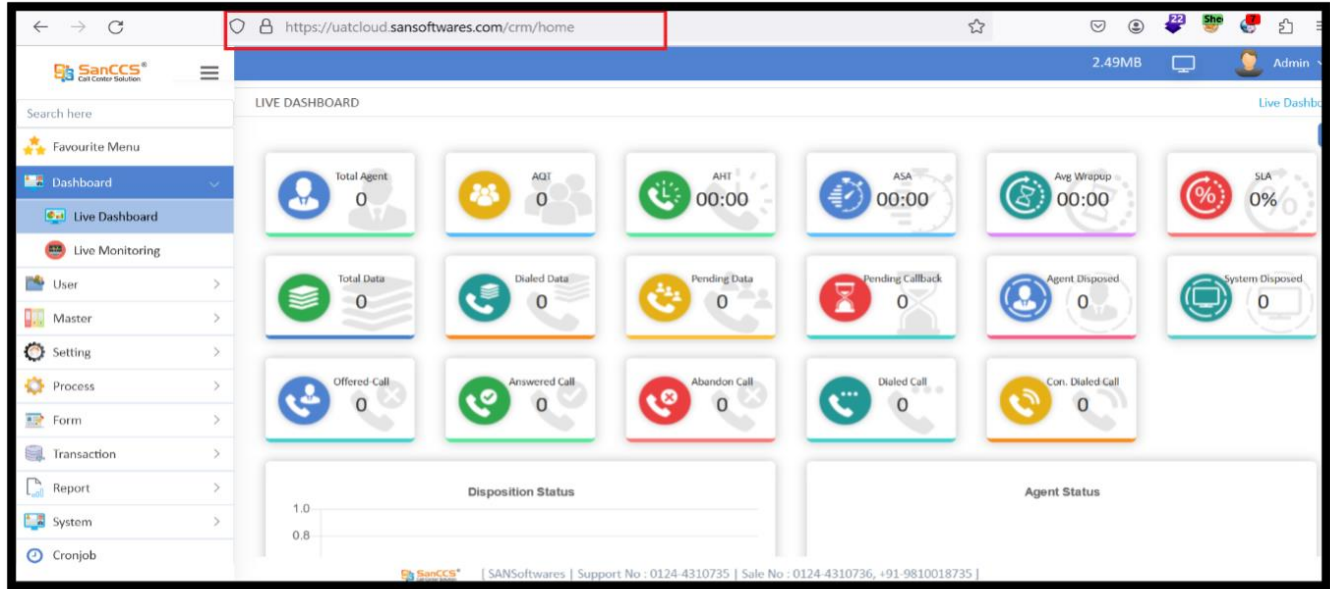 https://uatcloud.sansoftwares.com/crm/home
22
She
7
SanCCS®
Call Center Solution
2.49MB
Admin
Search here
LIVE DASHBOARD
Live Dashbo
Favourite Menu
Dashboard
Live Dashboard
Live Monitoring
User
Master
Setting
Process
Form
Transaction
Report
System
Cronjob
Total Agent
0
AQT
0
AHT
00:00
ASA
00:00
Avg Wrapup
00:00
SLA
0%
Total Data
0
Dialed Data
0
Pending Data
0
Pending Callback
0
Agent Disposed
0
System Disposed
0
Offered Call
0
Answered Call
0
Abandon Call
0
Dialed Call
0
Con. Dialed Call
0
Disposition Status
1.0
0.8
Agent Status
SanCCS® [ SANSoftwares | Support No : 0124-4310735 | Sale No : 0124-4310736, +91-9810018735 ]